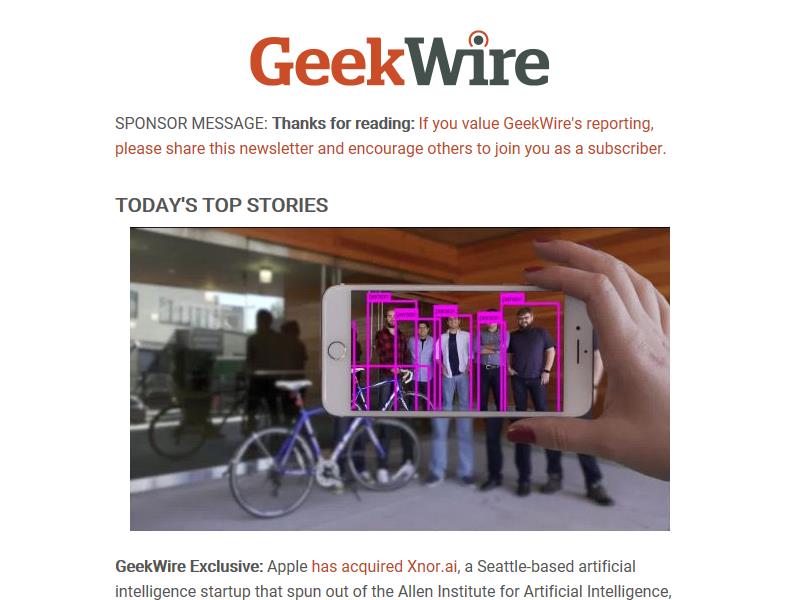 GeekWire
SPONSOR MESSAGE: Thanks for reading: If you value GeekWire's reporting,
please share this newsletter and encourage others to join you as a subscriber.
TODAY'S TOP STORIES
person
person
person
person
person
GeekWire Exclusive: Apple has acquired Xnor.ai, a Seattle-based artificial
intelligence startup that spun out of the Allen Institute for Artificial Intelligence,